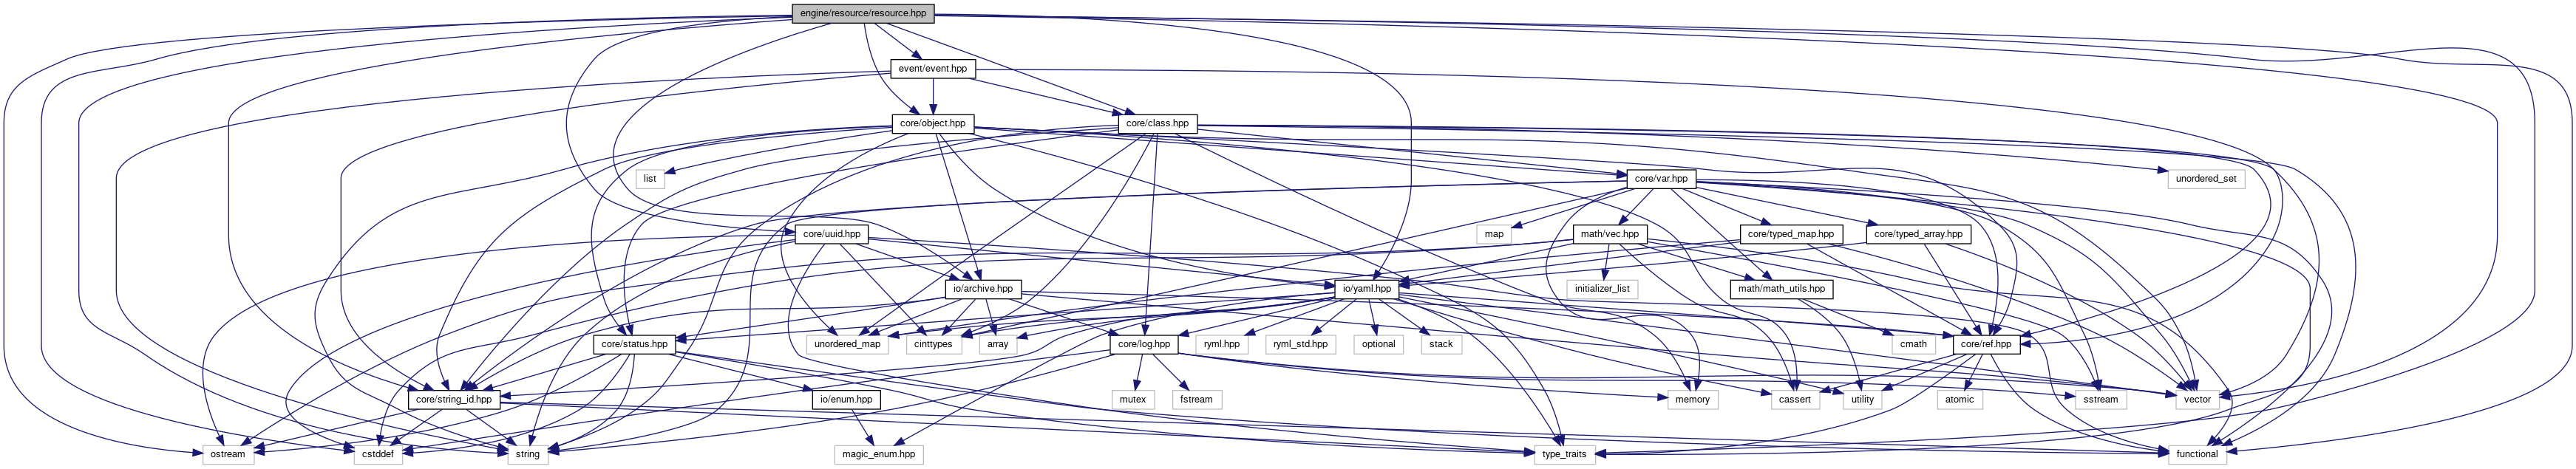 engine/resource/resource.hpp
event/event.hpp
core/object.hpp
core/class.hpp
list
core/var.hpp
unordered_set
core/uuid.hpp
map
math/vec.hpp
core/typed_map.hpp
core/typed_array.hpp
io/archive.hpp
io/yaml.hpp
initializer_list
math/math_utils.hpp
core/status.hpp
unordered_map
cinttypes
array
core/log.hpp
ryml.hpp
ryml_std.hpp
optional
stack
cmath
core/ref.hpp
core/string_id.hpp
io/enum.hpp
mutex
fstream
memory
cassert
utility
atomic
sstream
vector
ostream
cstddef
string
magic_enum.hpp
type_traits
functional